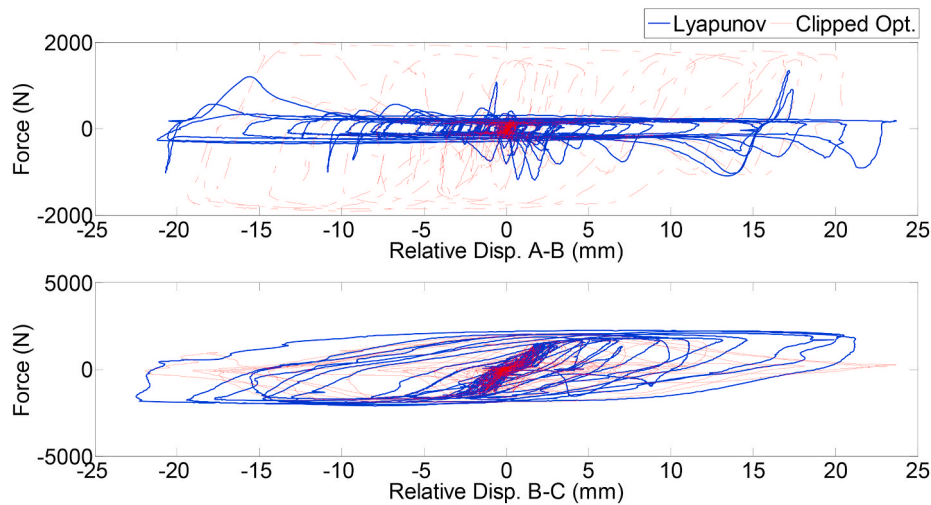 Lyapunov Clipped Opt.
2000
0
-2000
Force (N)
-25 -20 -15 -10 -5 0 5 10 15 20 25
Relative Disp. A-B (mm)
5000
0
-5000
Force (N)
-25 -20 -15 -10 -5 0 5 10 15 20 25
Relative Disp. B-C (mm)